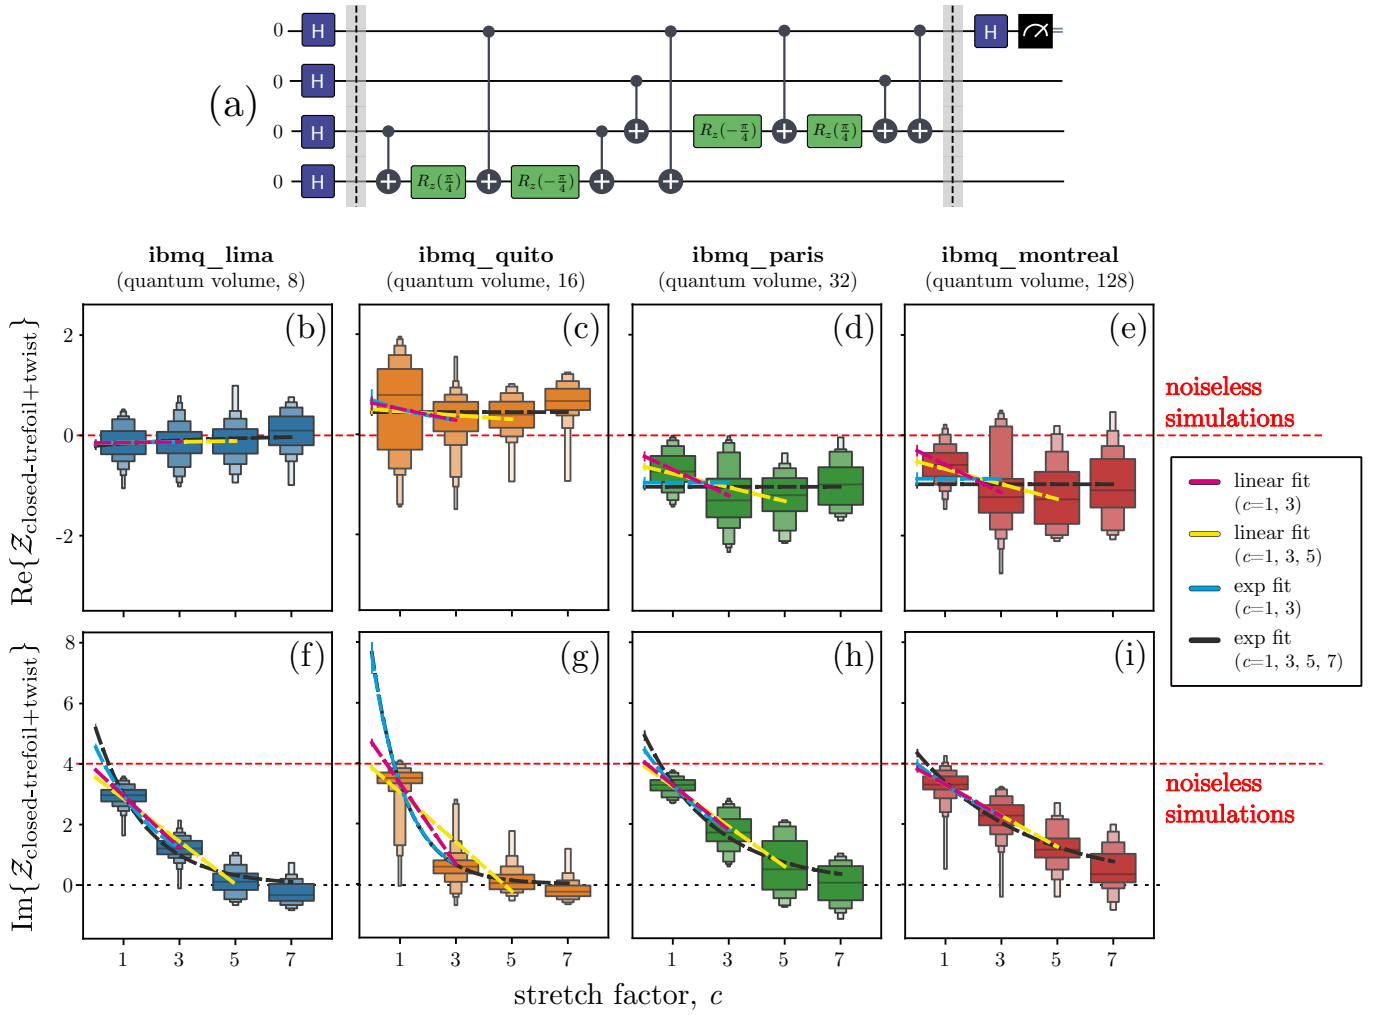 (a)
0 H H
0 H
0 H R_z(-π/4) R_z(π/4)
0 H R_z(π/4) R_z(-π/4)
ibmq_lima
(quantum volume, 8)
ibmq_quito
(quantum volume, 16)
ibmq_paris
(quantum volume, 32)
ibmq_montreal
(quantum volume, 128)
Re{𝒵closed-trefoil+twist}
2
0
-2
(b)
(c)
(d)
(e)
noiseless
simulations
linear fit
(c=1, 3)
linear fit
(c=1, 3, 5)
exp fit
(c=1, 3)
exp fit
(c=1, 3, 5, 7)
Im{𝒵closed-trefoil+twist}
8
6
4
2
0
(f)
(g)
(h)
(i)
noiseless
simulations
1 3 5 7
1 3 5 7
1 3 5 7
1 3 5 7
stretch factor, c